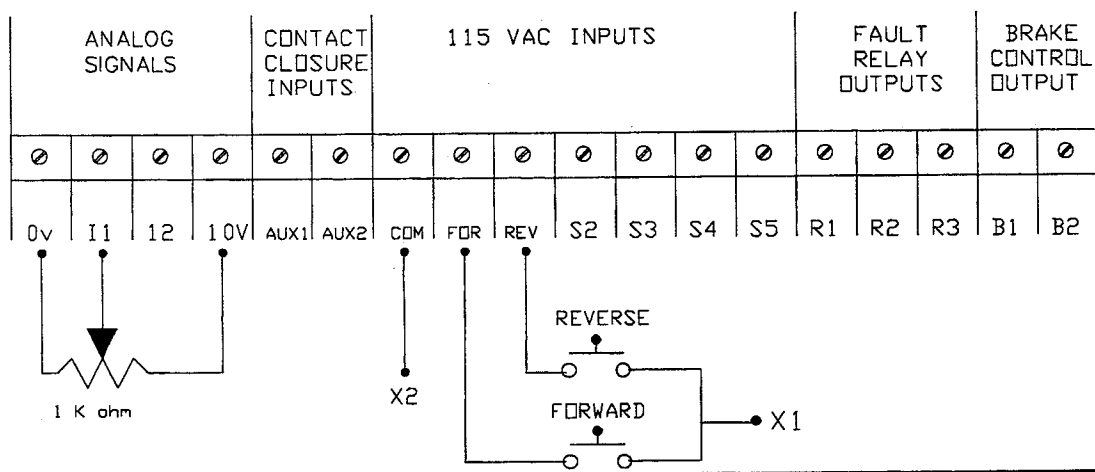 ANALOG SIGNALS
CONTACT CLOSURE INPUTS
115 VAC INPUTS
FAULT RELAY OUTPUTS
BRAKE CONTROL OUTPUT
0v I1 12 10V AUX1 AUX2 COM FOR REV S2 S3 S4 S5 R1 R2 R3 B1 B2
REVERSE
X2
1 K ohm
FORWARD
X1